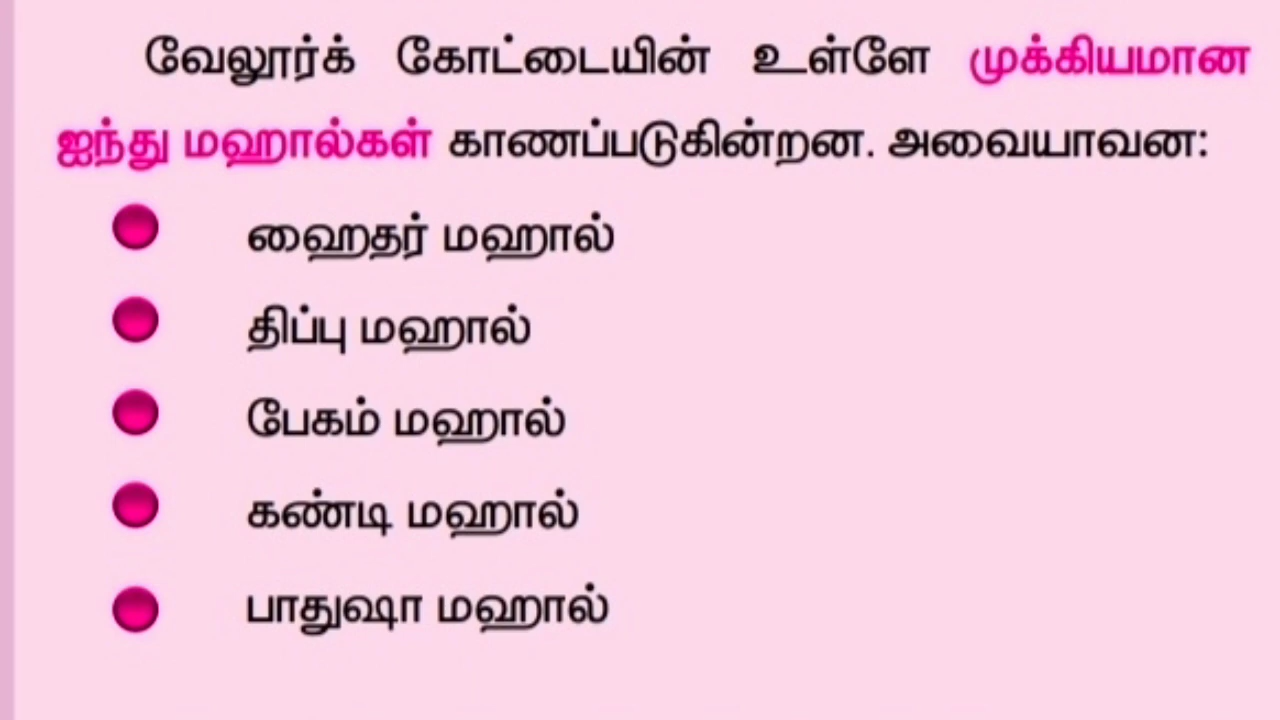 வேலூர்க் கோட்டையின் உள்ளே முக்கியமான
ஐந்து மஹால்கள் காணப்படுகின்றன. அவையாவன:
ஹைதர் மஹால்
திப்பு மஹால்
பேகம் மஹால்
கண்டி மஹால்
பாதுஷா மஹால்